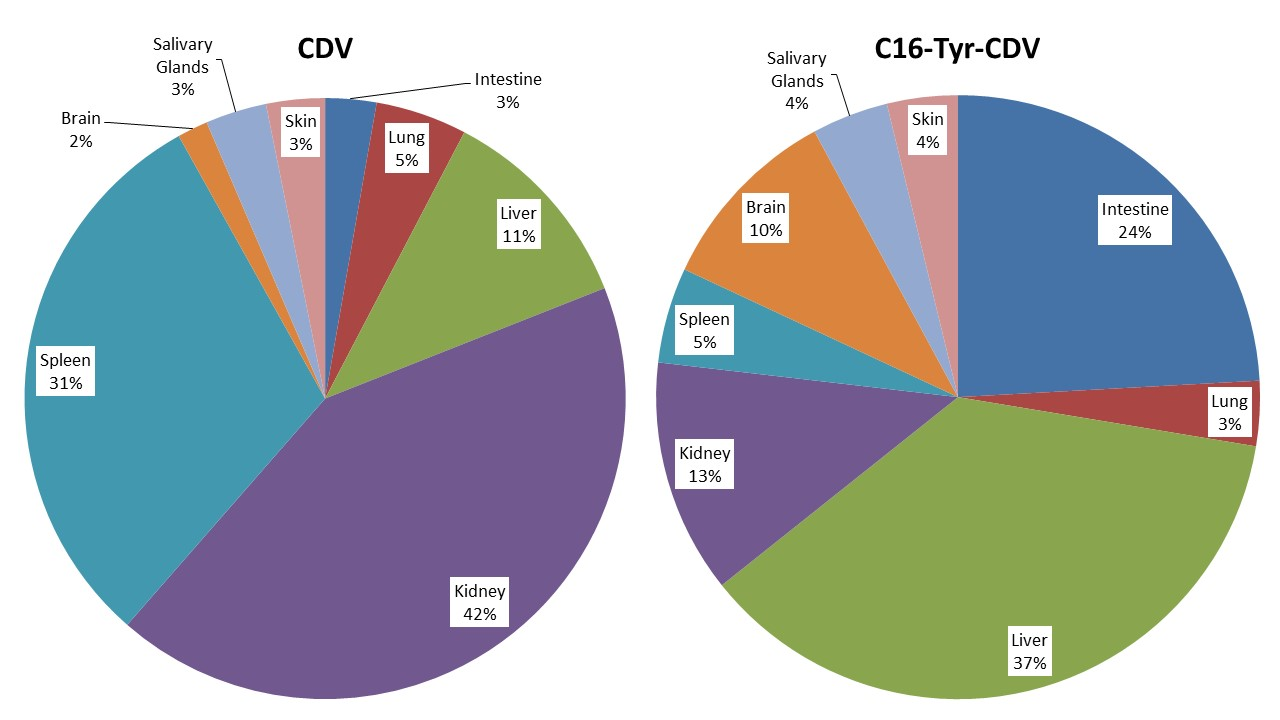 CDV
Intestine
3%
Lung
5%
Liver
11%
Kidney
42%
Spleen
31%
Brain
2%
Salivary
Glands
3%
Skin
3%
C16-Tyr-CDV
Intestine
24%
Lung
3%
Liver
37%
Kidney
13%
Spleen
5%
Brain
10%
Salivary
Glands
4%
Skin
4%